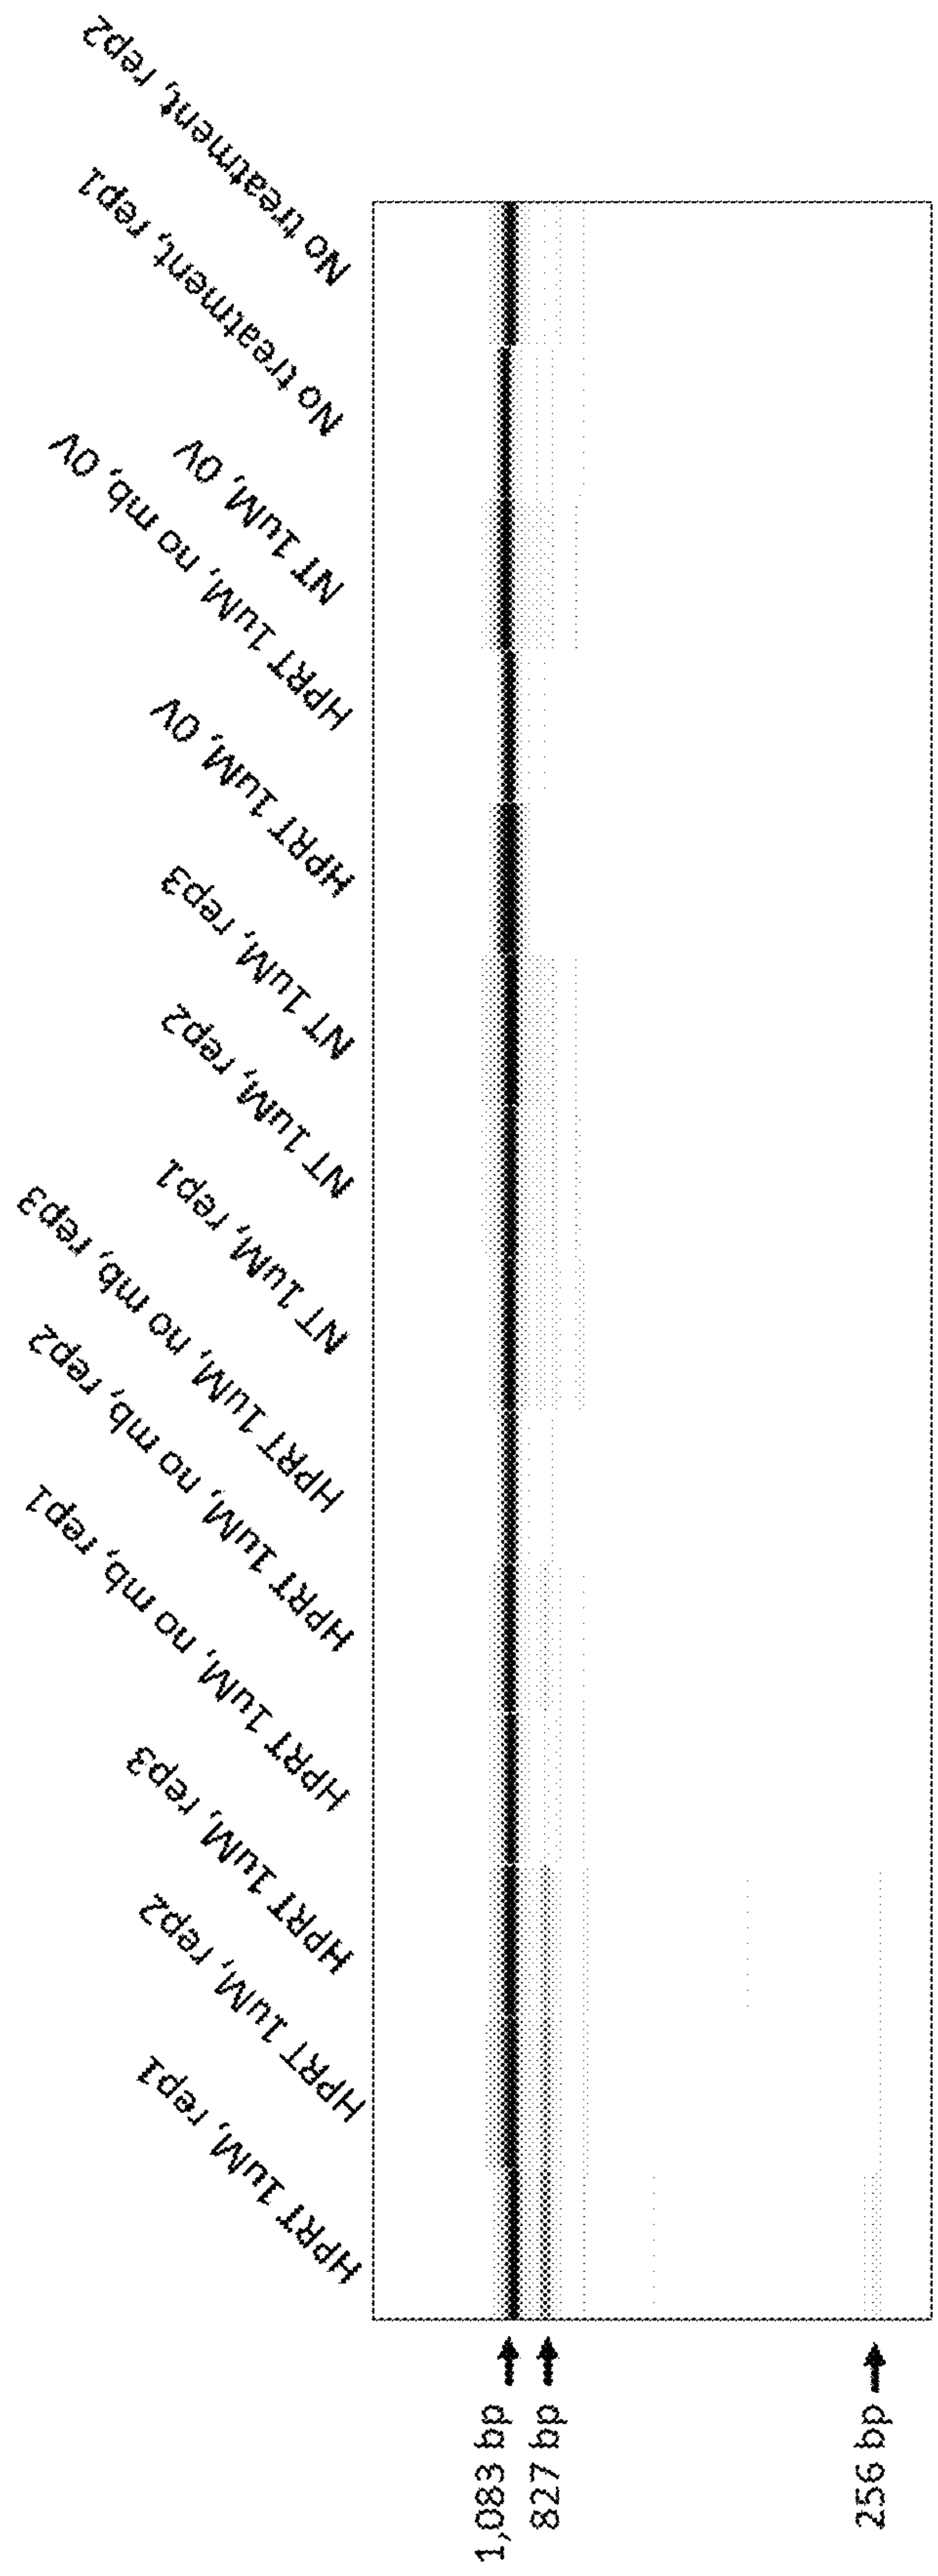 HPRT 1uM, rep1
HPRT 1uM, rep2
HPRT 1uM, rep3
HPRT 1uM, no mb, rep1
HPRT 1uM, no mb, rep2
HPRT 1uM, no mb, rep3
NT 1uM, rep1
NT 1uM, rep2
NT 1uM, rep3
HPRT 1uM, 0V
HPRT 1uM, no mb, 0V
NT 1uM, 0V
No treatment, rep1
No treatment, rep2
1,083 bp
827 bp
256 bp